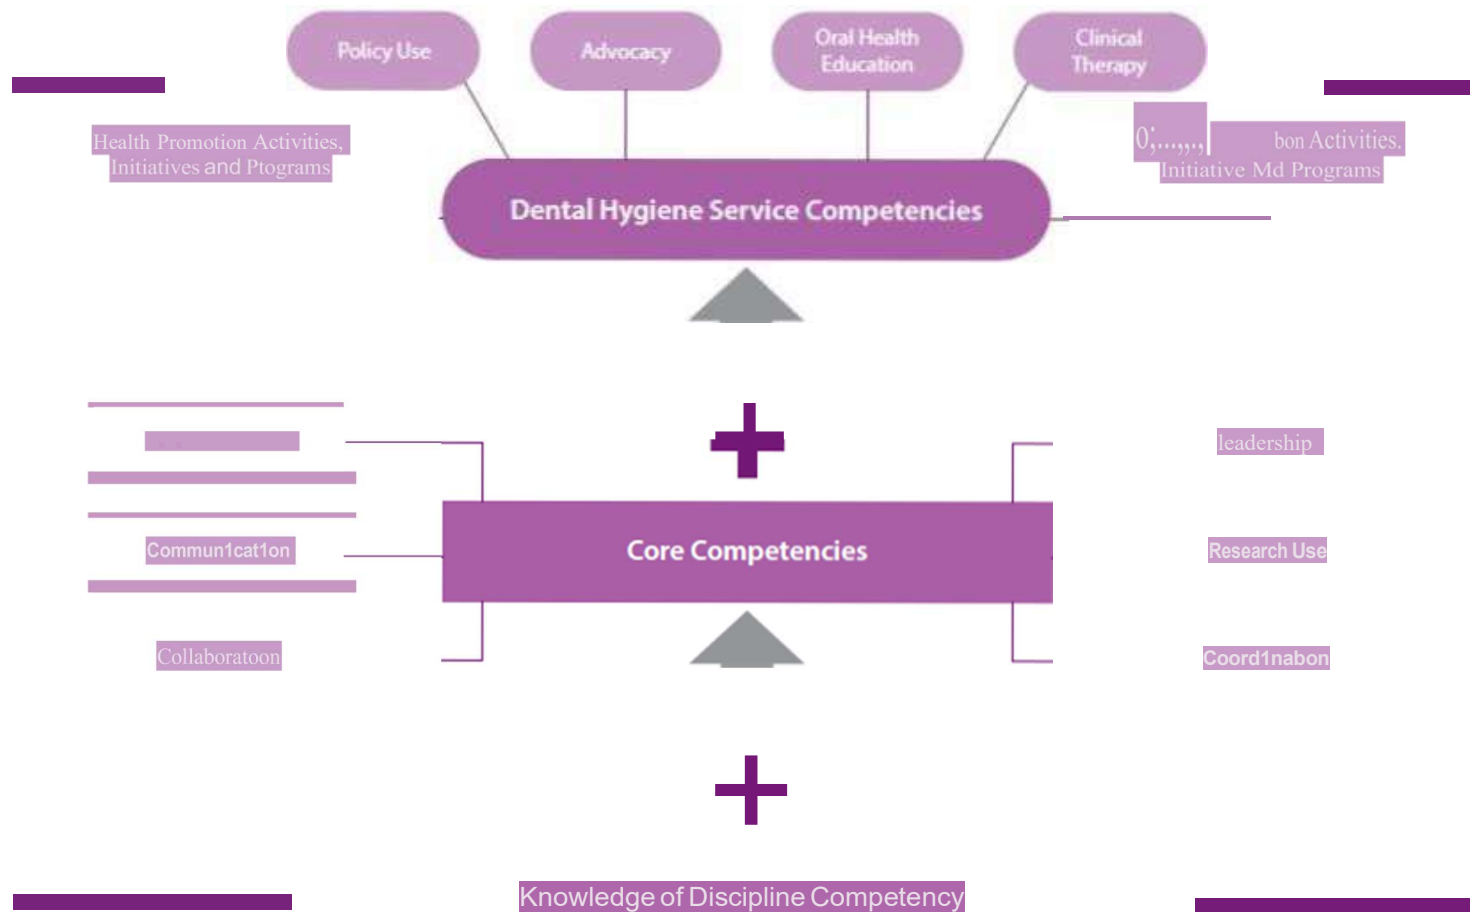 Policy Use
Advocacy
Oral Health
Education
Clinical
Therapy
Health Promotion Activities,
Initiatives and Ptograms
bon Activities.
Initiative Md Programs
Dental Hygiene Service Competencies
leadership
Commun1cat1on
Core Competencies
Research Use
Collaboratoon
Coord1nabon
Knowledge of Discipline Competency